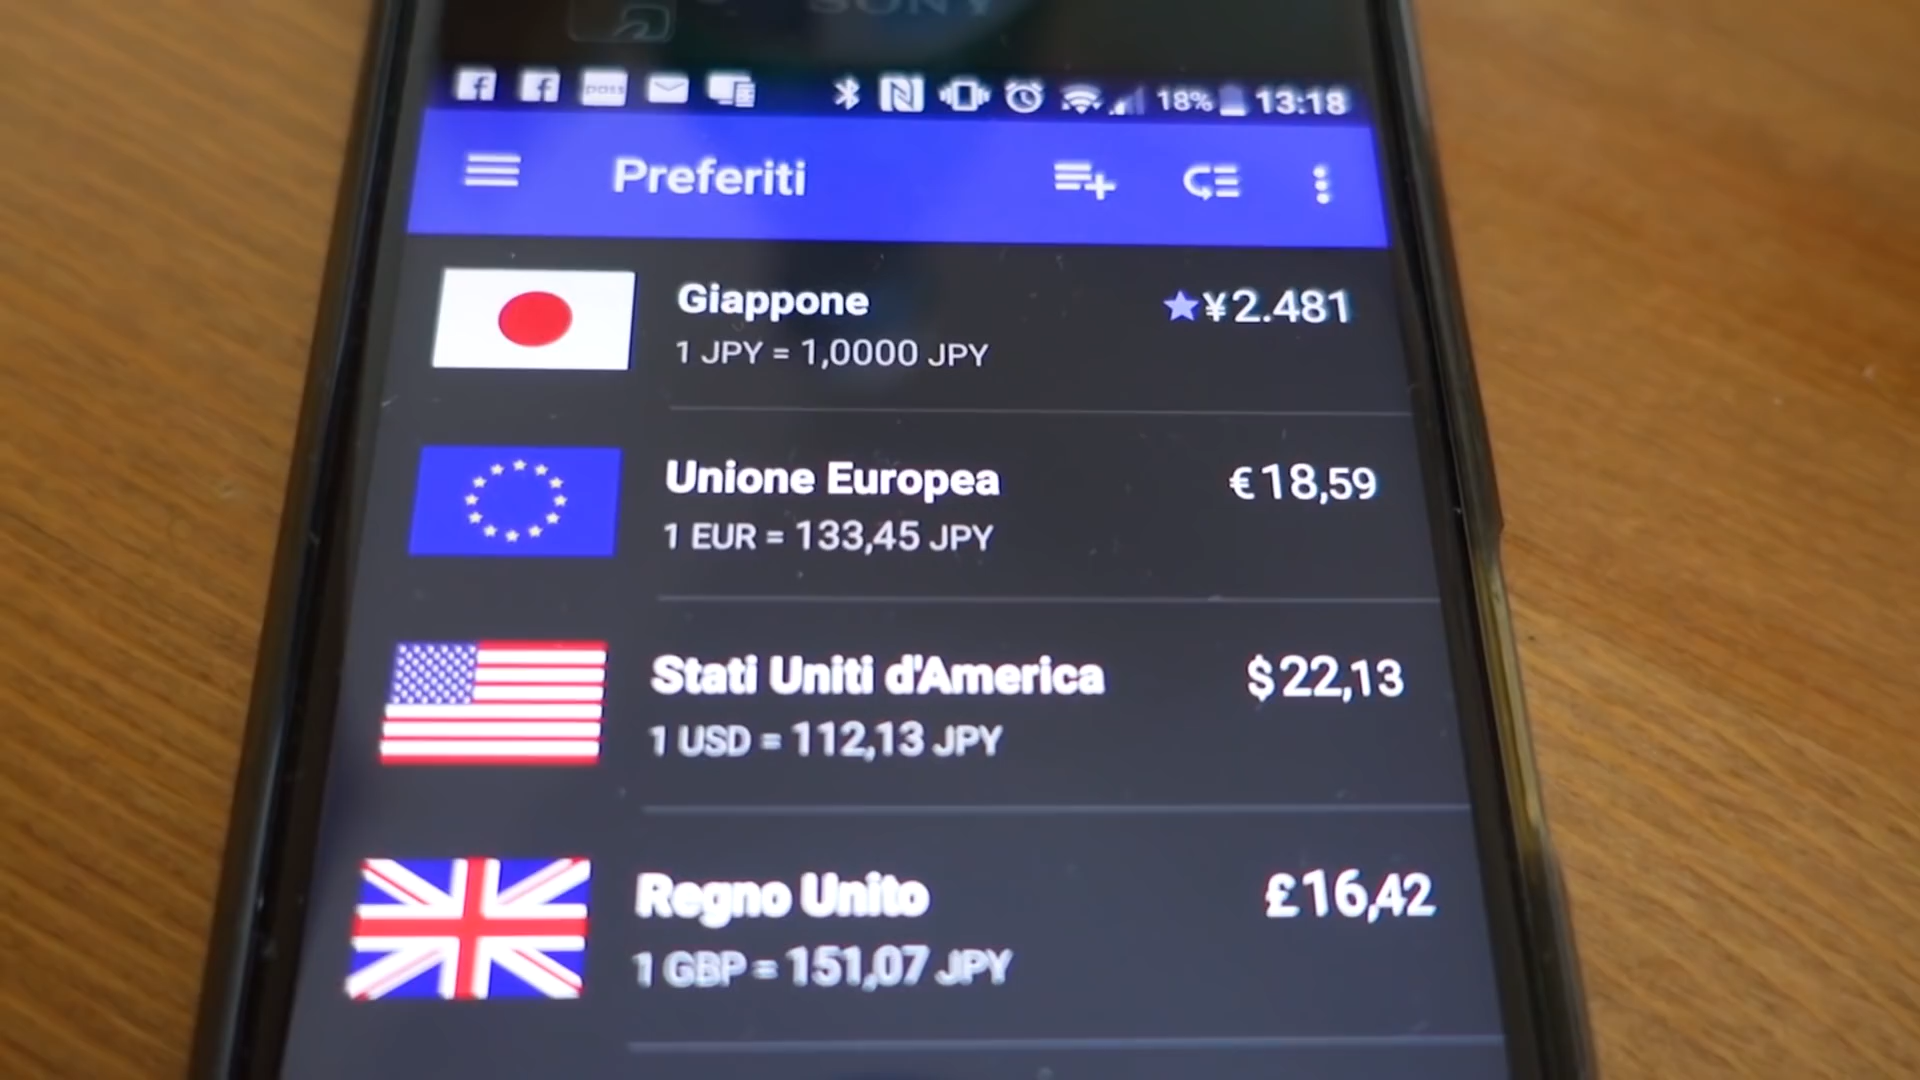 SONY
pass
18% 13:18
Preferiti
Giappone
¥2.481
1 JPY = 1,0000 JPY
Unione Europea
€18,59
1 EUR = 133,45 JPY
Stati Uniti d'America
$22,13
1 USD = 112,13 JPY
Regno Unito
£16,42
1 GBP = 151,07 JPY